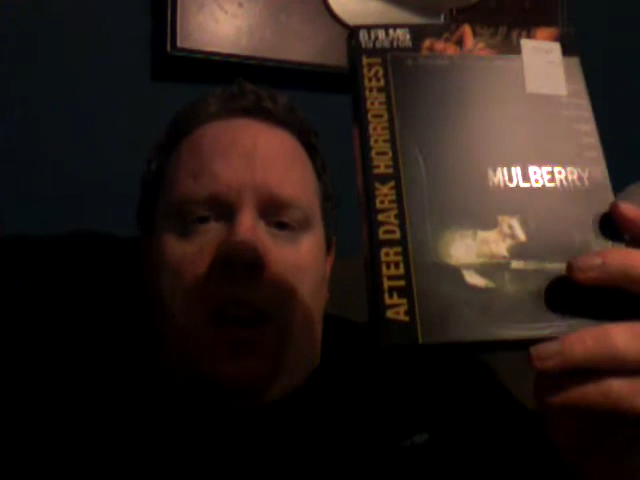 8 FILMS
TO DIE FOR
AFTER DARK HORRORFEST
MULBERRY